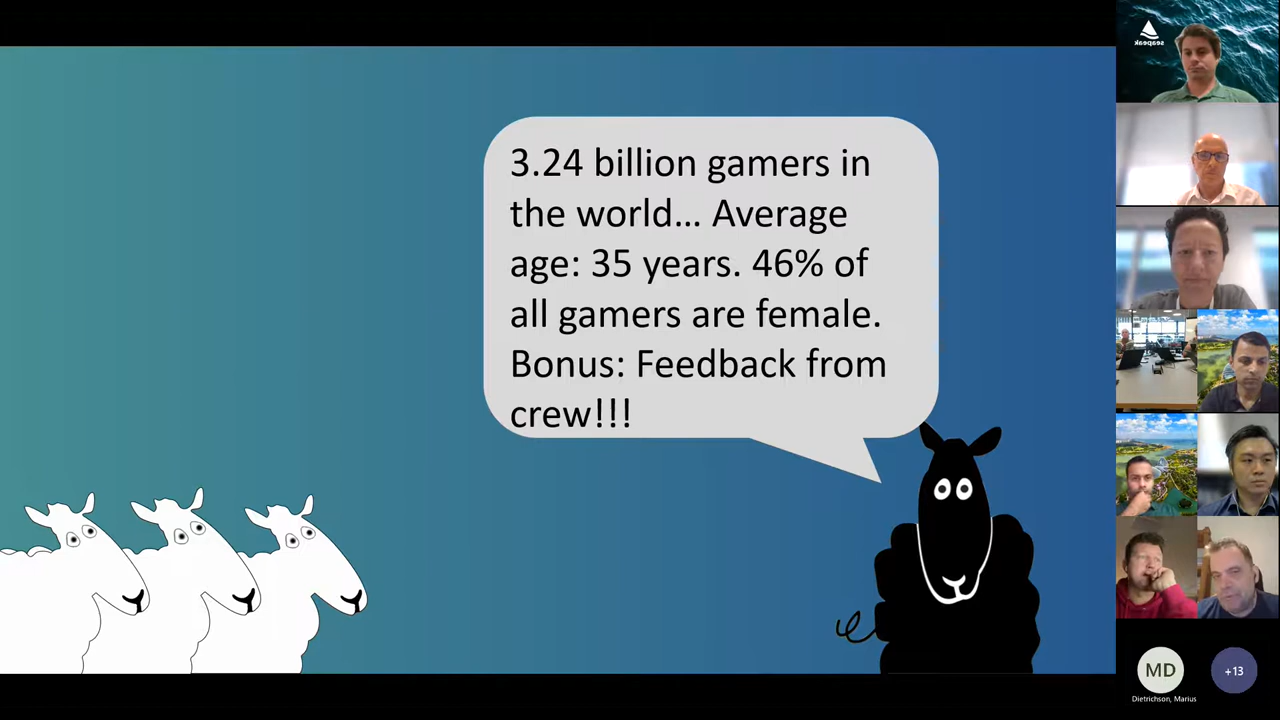 3.24 billion gamers in
the world... Average
age: 35 years. 46% of
all gamers are female.
Bonus: Feedback from
crew!!!
seapeak
MD
+13
Dietrichson, Marius